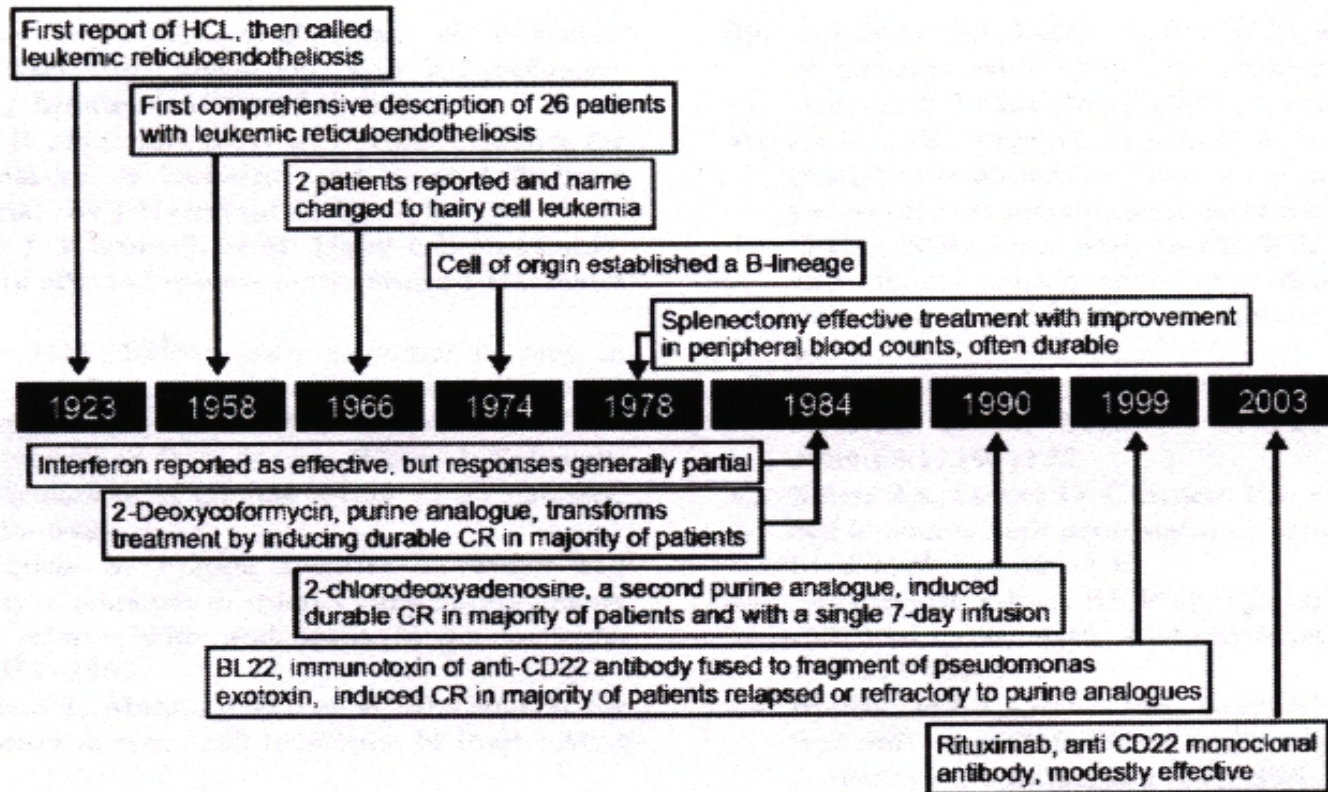 First report of HCL, then called
leukemic reticuloendotheliosis
First comprehensive description of 26 patients
with leukemic reticuloendotheliosis
2 patients reported and name
changed to hairy cell leukemia
Cell of origin established a B-lineage
Splenectomy effective treatment with improvement
in peripheral blood counts, often durable
1923 1958 1966 1974 1978 1984 1990 1999 2003
Interferon reported as effective, but responses generally partial
2-Deoxycoformycin, purine analogue, transforms
treatment by inducing durable CR in majority of patients
2-chlorodeoxyadenosine, a second purine analogue, induced
durable CR in majority of patients and with a single 7-day infusion
BL22, immunotoxin of anti-CD22 antibody fused to fragment of pseudomonas
exotoxin, induced CR in majority of patients relapsed or refractory to purine analogues
Rituximab, anti CD22 monoclonal
antibody, modestly effective